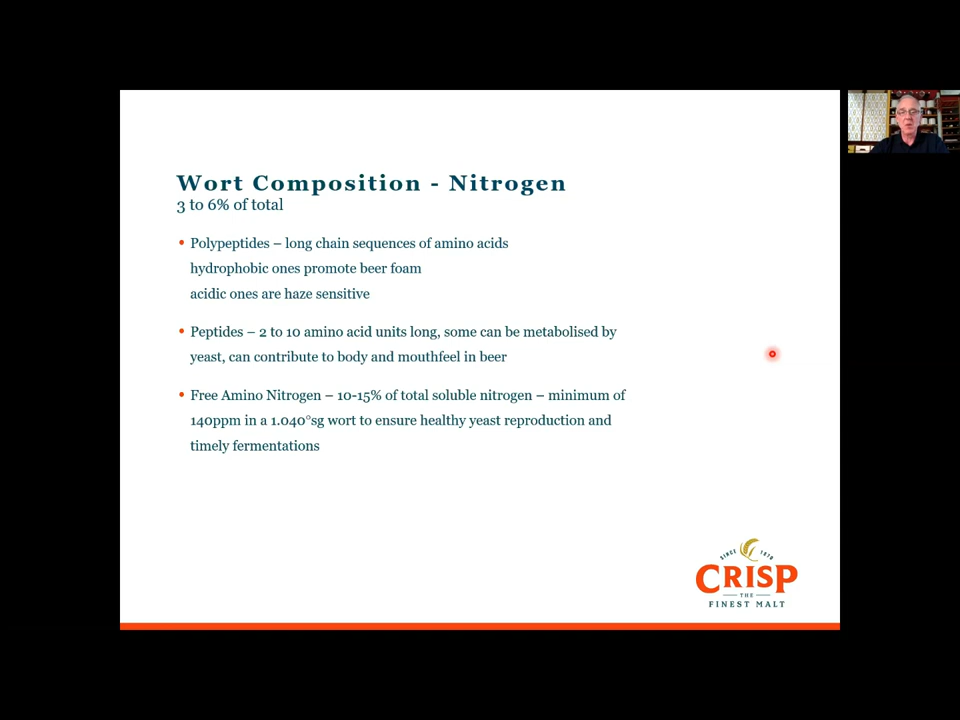 Wort Composition - Nitrogen
3 to 6% of total
• Polypeptides – long chain sequences of amino acids
hydrophobic ones promote beer foam
acidic ones are haze sensitive
• Peptides – 2 to 10 amino acid units long, some can be metabolised by
yeast, can contribute to body and mouthfeel in beer
• Free Amino Nitrogen – 10-15% of total soluble nitrogen – minimum of
140ppm in a 1.040°sg wort to ensure healthy yeast reproduction and
timely fermentations
SINCE 1870
CRISP
THE
FINEST MALT